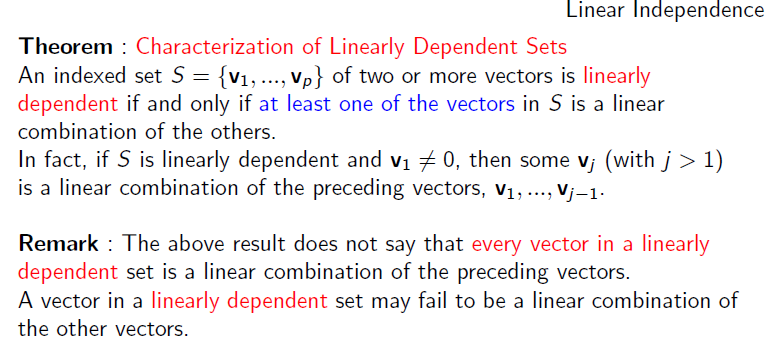 Linear Independence
Theorem : Characterization of Linearly Dependent Sets
An indexed set S = {v₁, ..., vₚ} of two or more vectors is linearly
dependent if and only if at least one of the vectors in S is a linear
combination of the others.
In fact, if S is linearly dependent and v₁ ≠ 0, then some vⱼ (with j > 1)
is a linear combination of the preceding vectors, v₁, ..., vⱼ₋₁.
Remark : The above result does not say that every vector in a linearly
dependent set is a linear combination of the preceding vectors.
A vector in a linearly dependent set may fail to be a linear combination of
the other vectors.